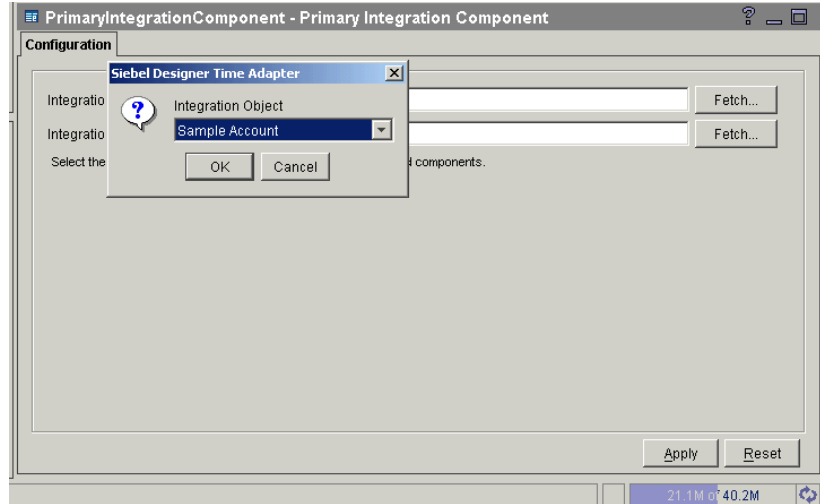 PrimaryIntegrationComponent - Primary Integration Component
Configuration
Siebel Designer Time Adapter
Integratio
Fetch...
Integration Object
Sample Account
Integratio
Fetch...
Select the
d components.
OK
Cancel
Apply
Reset
21.1M of 40.2M